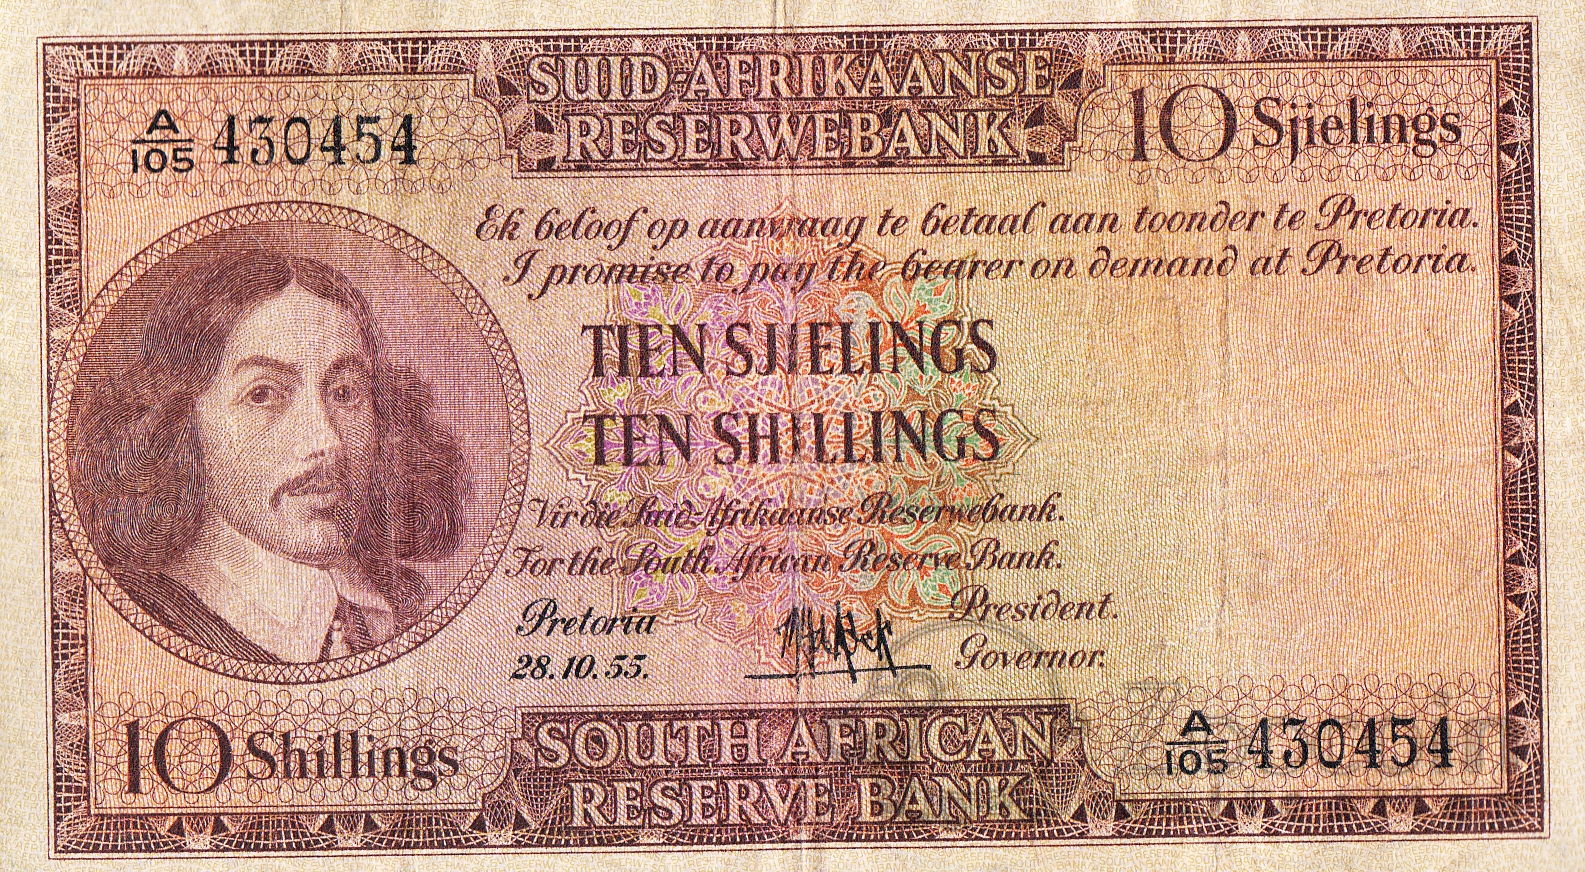 SUID-AFRIKAANSE
RESERWEBANK
A/105 430454
10 Sjielings
Ek beloof op aanvraag te betaal aan toonder te Pretoria.
I promise to pay the bearer on demand at Pretoria.
TIEN SJIELINGS
TEN SHILLINGS
Vir die Suid-Afrikaanse Reserwebank.
For the South African Reserve Bank.
Pretoria
28.10.55.
President.
Governor.
10 Shillings
SOUTH AFRICAN
RESERVE BANK
A/105 430454